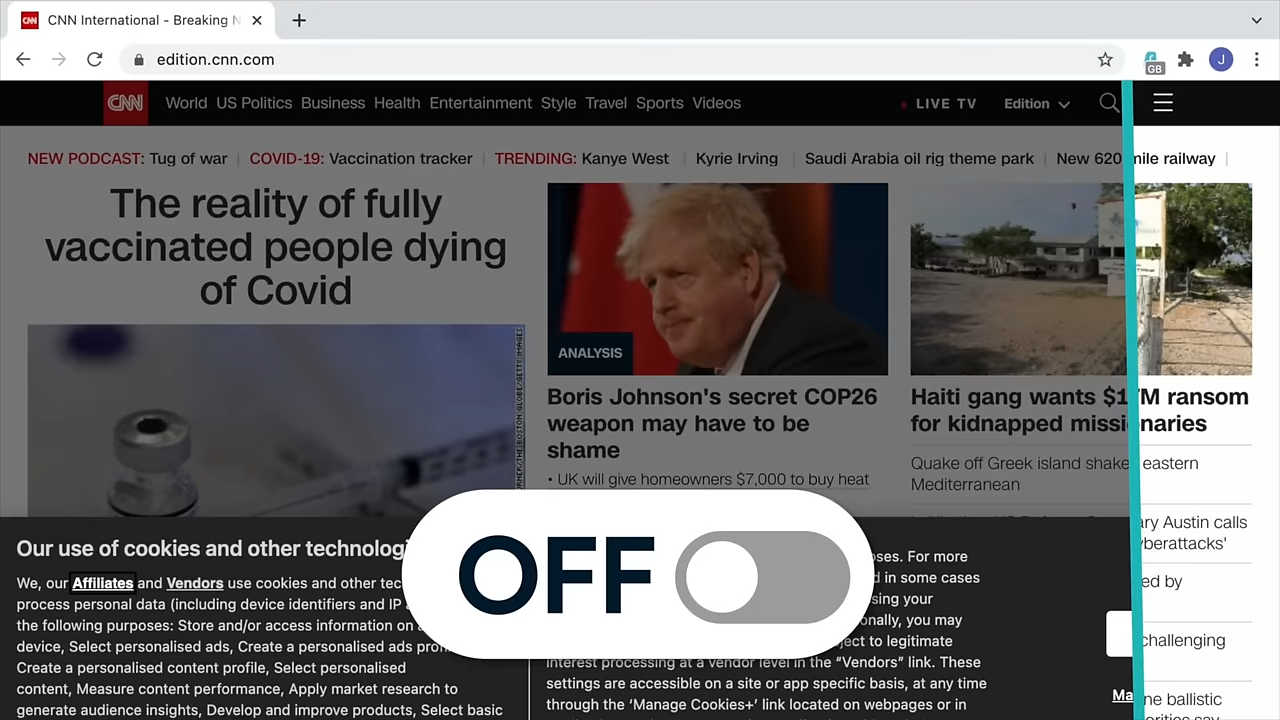 CNN International - Breaking N
edition.cnn.com
GB
J
CNN
World US Politics Business Health Entertainment Style Travel Sports Videos
LIVE TV
Edition
NEW PODCAST: Tug of war
COVID-19: Vaccination tracker
TRENDING: Kanye West
Kyrie Irving
Saudi Arabia oil rig theme park
New 620 mile railway
The reality of fully
vaccinated people dying
of Covid
ANALYSIS
Boris Johnson's secret COP26
weapon may have to be
shame
• UK will give homeowners $7,000 to buy heat
Haiti gang wants $17M ransom
for kidnapped missionaries
Quake off Greek island shakes eastern
Mediterranean
ary Austin calls
yberattacks'
ed by
challenging
ne ballistic
Our use of cookies and other technologi
We, our Affiliates and Vendors use cookies and other tec
process personal data (including device identifiers and IP
the following purposes: Store and/or access information on
device, Select personalised ads, Create a personalised ads pro
Create a personalised content profile, Select personalised
content, Measure content performance, Apply market research to
generate audience insights, Develop and improve products, Select basic
OFF
oses. For more
d in some cases
sing your
onally, you may
ject to legitimate
interest processing at a vendor level in the “Vendors” link. These
settings are accessible on a site or app specific basis, at any time
through the ‘Manage Cookies+’ link located on webpages or in
Ma